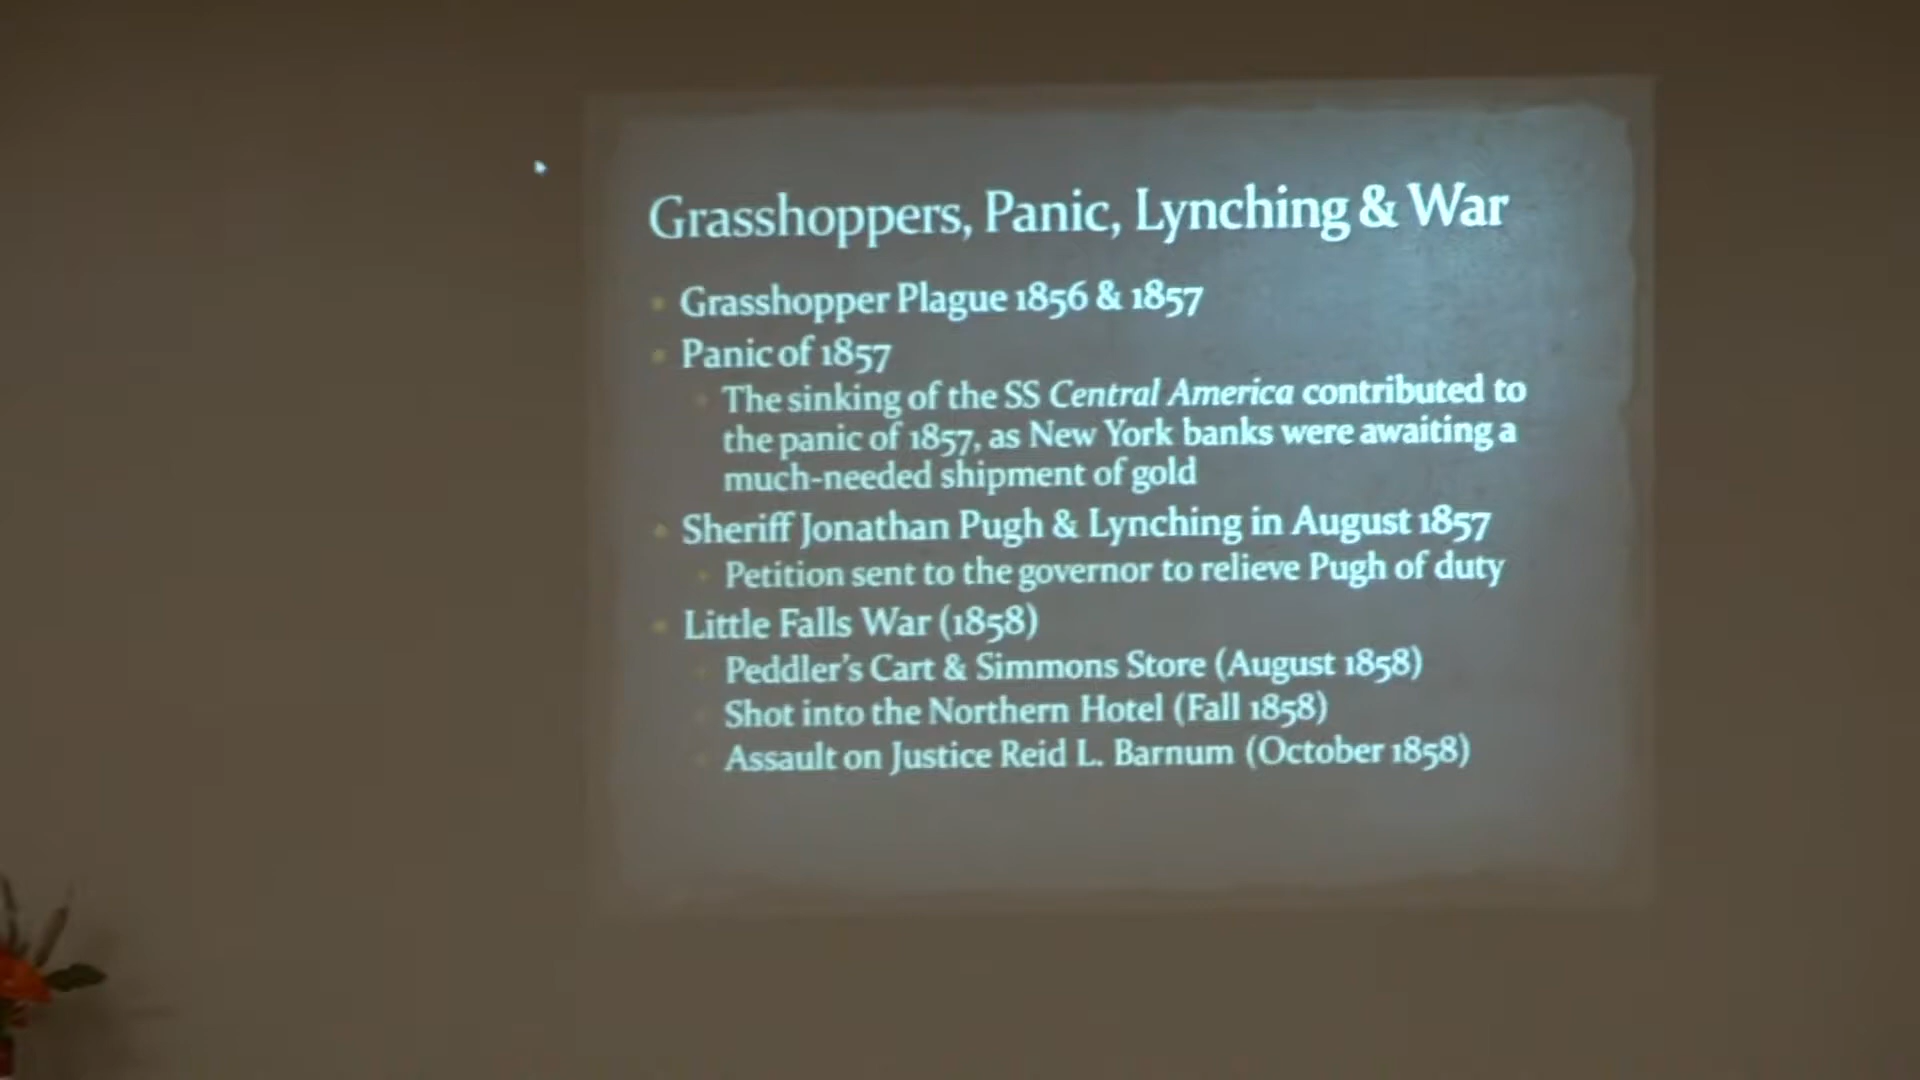 Grasshoppers, Panic, Lynching & War
Grasshopper Plague 1856 & 1857
Panic of 1857
The sinking of the SS Central America contributed to
the panic of 1857, as New York banks were awaiting a
much-needed shipment of gold
Sheriff Jonathan Pugh & Lynching in August 1857
Petition sent to the governor to relieve Pugh of duty
Little Falls War (1858)
Peddler's Cart & Simmons Store (August 1858)
Shot into the Northern Hotel (Fall 1858)
Assault on Justice Reid L. Barnum (October 1858)